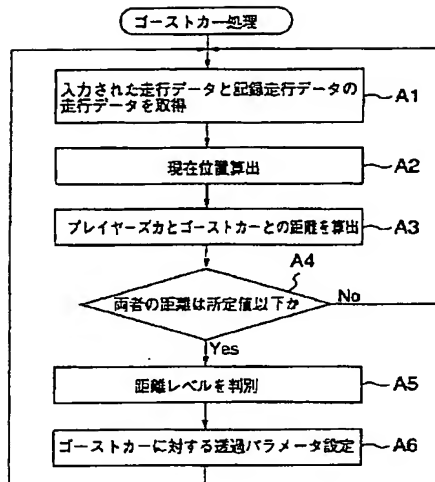 ゴーストカー処理
入力された走行データと記録走行データの
走行データを取得
A1
現在位置算出
A2
プレイヤーズカとゴーストカーとの距離を算出
A3
A4
両者の距離は所定値以下か
No
Yes
距離レベルを判別
A5
ゴーストカーに対する透過パラメータ設定
A6